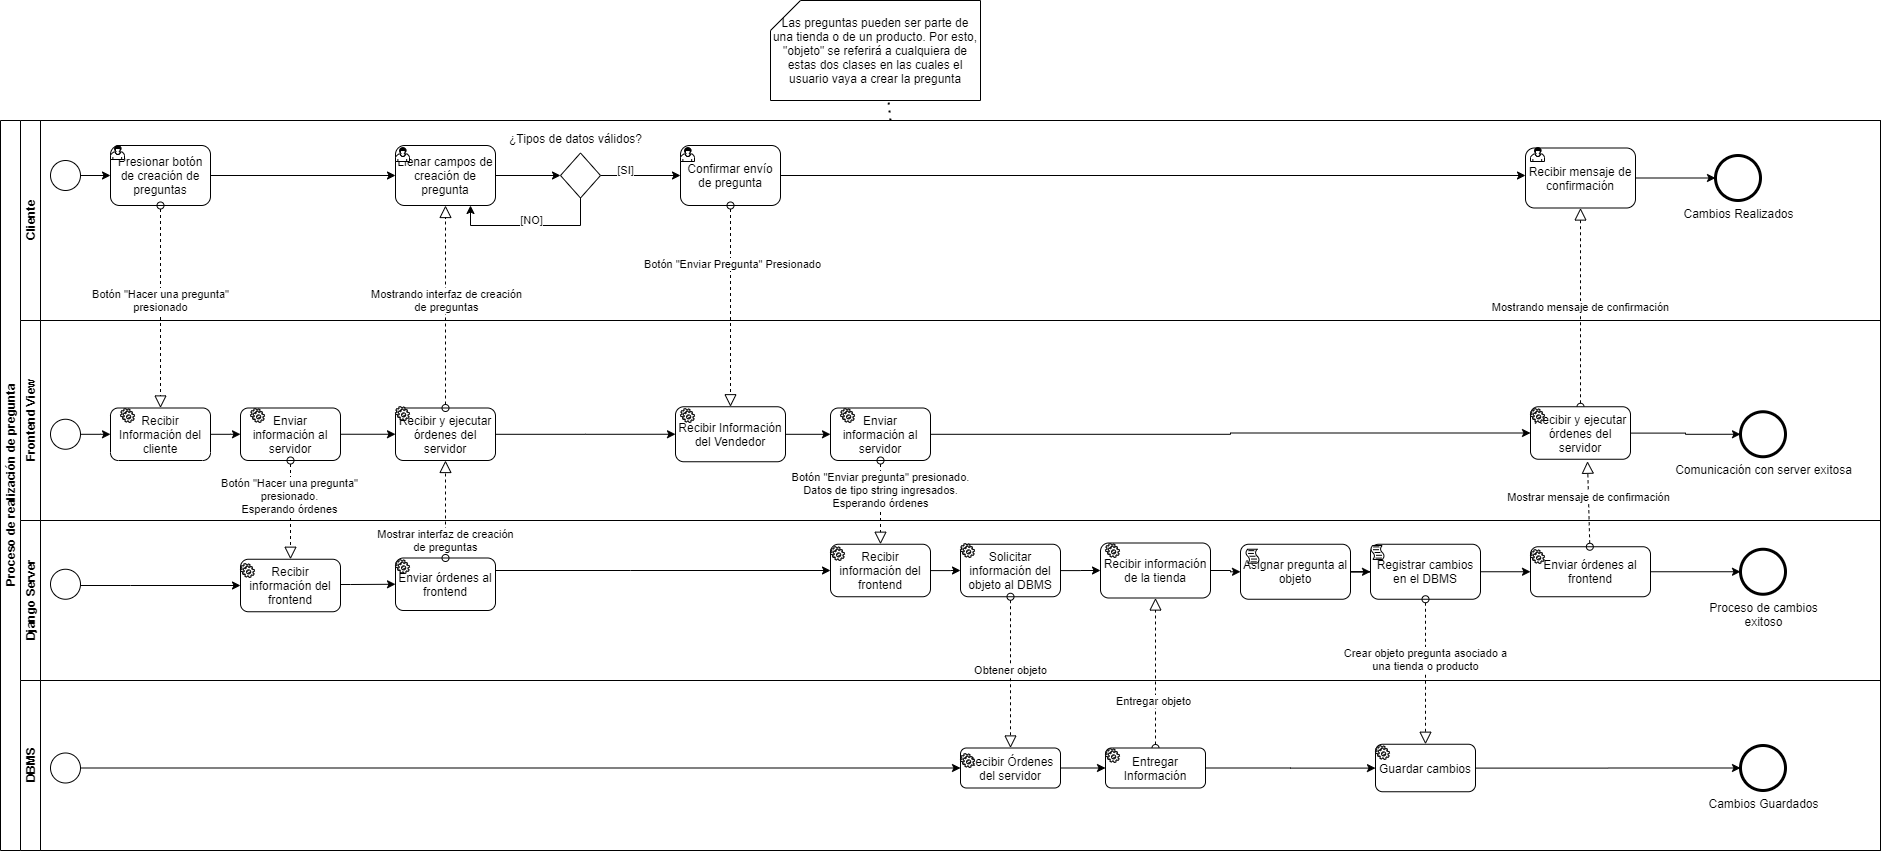 Las preguntas pueden ser parte de
una tienda o de un producto. Por esto,
"objeto" se referirá a cualquiera de
estas dos clases en las cuales el
usuario vaya a crear la pregunta
Proceso de realización de pregunta
Cliente
Presionar botón
de creación de
preguntas
Llenar campos de
creación de
pregunta
¿Tipos de datos válidos?
[SI]
[NO]
Confirmar envío
de pregunta
Recibir mensaje de
confirmación
Cambios Realizados
Botón "Hacer una pregunta"
presionado
Mostrando interfaz de creación
de preguntas
Botón "Enviar Pregunta" Presionado
Mostrando mensaje de confirmación
Frontend View
Recibir
Información del
cliente
Enviar
información al
servidor
Recibir y ejecutar
órdenes del
servidor
Recibir Información
del Vendedor
Enviar
información al
servidor
Recibir y ejecutar
órdenes del
servidor
Comunicación con server exitosa
Botón "Hacer una pregunta"
presionado.
Esperando órdenes
Mostrar interfaz de creación
de preguntas
Botón "Enviar pregunta" presionado.
Datos de tipo string ingresados.
Esperando órdenes
Mostrar mensaje de confirmación
Django Server
Recibir
información del
frontend
Enviar órdenes al
frontend
Recibir
información del
frontend
Solicitar
información del
objeto al DBMS
Recibir información
de la tienda
Asignar pregunta al
objeto
Registrar cambios
en el DBMS
Enviar órdenes al
frontend
Proceso de cambios
exitoso
Obtener objeto
Entregar objeto
Crear objeto pregunta asociado a
una tienda o producto
DBMS
Recibir Órdenes
del servidor
Entregar
Información
Guardar cambios
Cambios Guardados